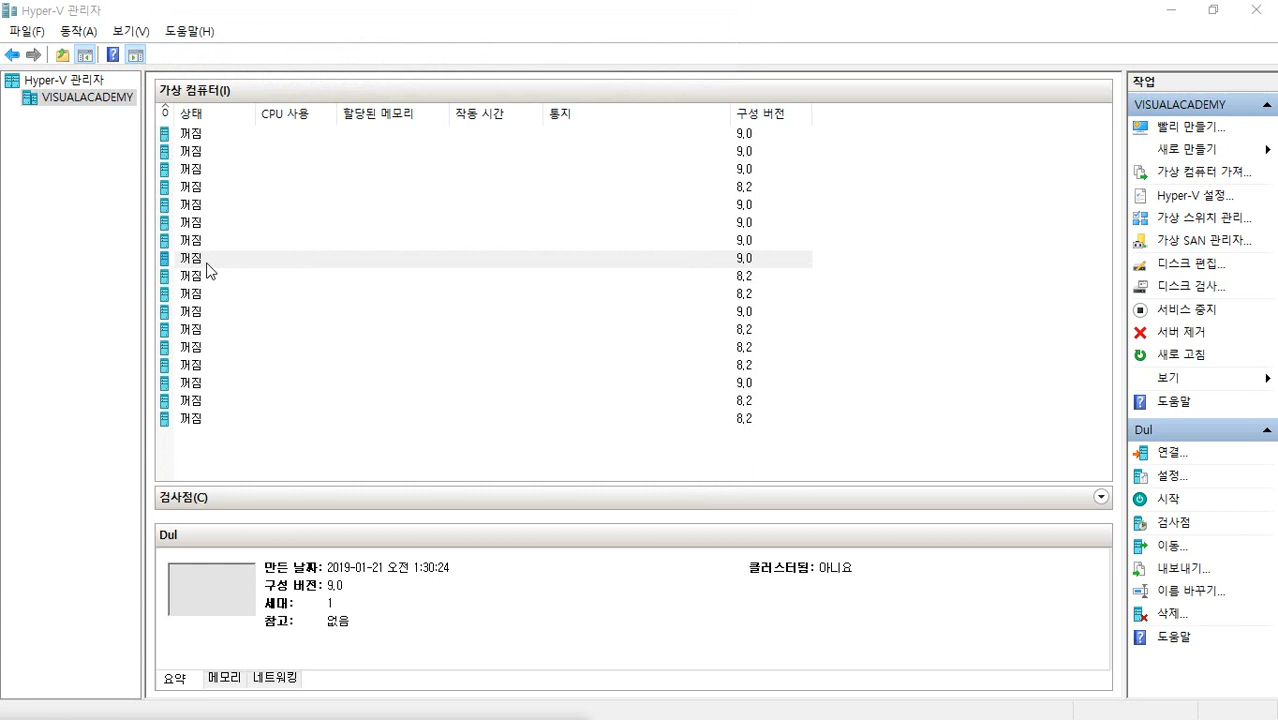 Hyper-V 관리자
파일(F) 동작(A) 보기(V) 도움말(H)
Hyper-V 관리자
VISUALACADEMY
가상 컴퓨터(I)
상태 CPU 사용 할당된 메모리 작동 시간 통지 구성 버전
꺼짐 9.0
꺼짐 9.0
꺼짐 9.0
꺼짐 8.2
꺼짐 9.0
꺼짐 9.0
꺼짐 9.0
꺼짐 9.0
꺼짐 8.2
꺼짐 8.2
꺼짐 9.0
꺼짐 8.2
꺼짐 8.2
꺼짐 8.2
꺼짐 9.0
꺼짐 8.2
꺼짐 8.2
검사점(C)
Dul
만든 날짜: 2019-01-21 오전 1:30:24 클러스터됨: 아니요
구성 버전: 9.0
세대: 1
참고: 없음
요약 메모리 네트워킹
작업
VISUALACADEMY
빨리 만들기...
새로 만들기
가상 컴퓨터 가져...
Hyper-V 설정...
가상 스위치 관리...
가상 SAN 관리자...
디스크 편집...
디스크 검사...
서비스 중지
서버 제거
새로 고침
보기
도움말
Dul
연결...
설정...
시작
검사점
이동...
내보내기...
이름 바꾸기...
삭제...
도움말